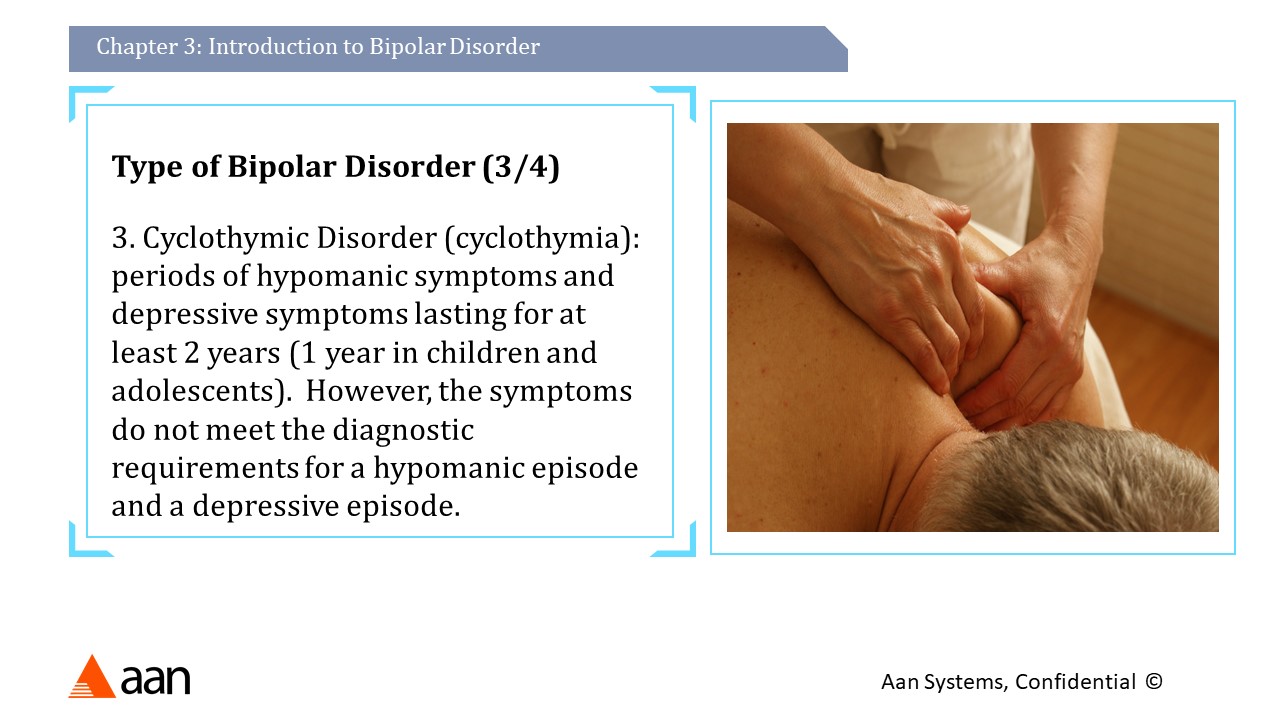 Chapter 3: Introduction to Bipolar Disorder
Type of Bipolar Disorder (3/4)
3. Cyclothymic Disorder (cyclothymia):
periods of hypomanic symptoms and
depressive symptoms lasting for at
least 2 years (1 year in children and
adolescents).  However, the symptoms
do not meet the diagnostic
requirements for a hypomanic episode
and a depressive episode.
aan
Aan Systems, Confidential ©